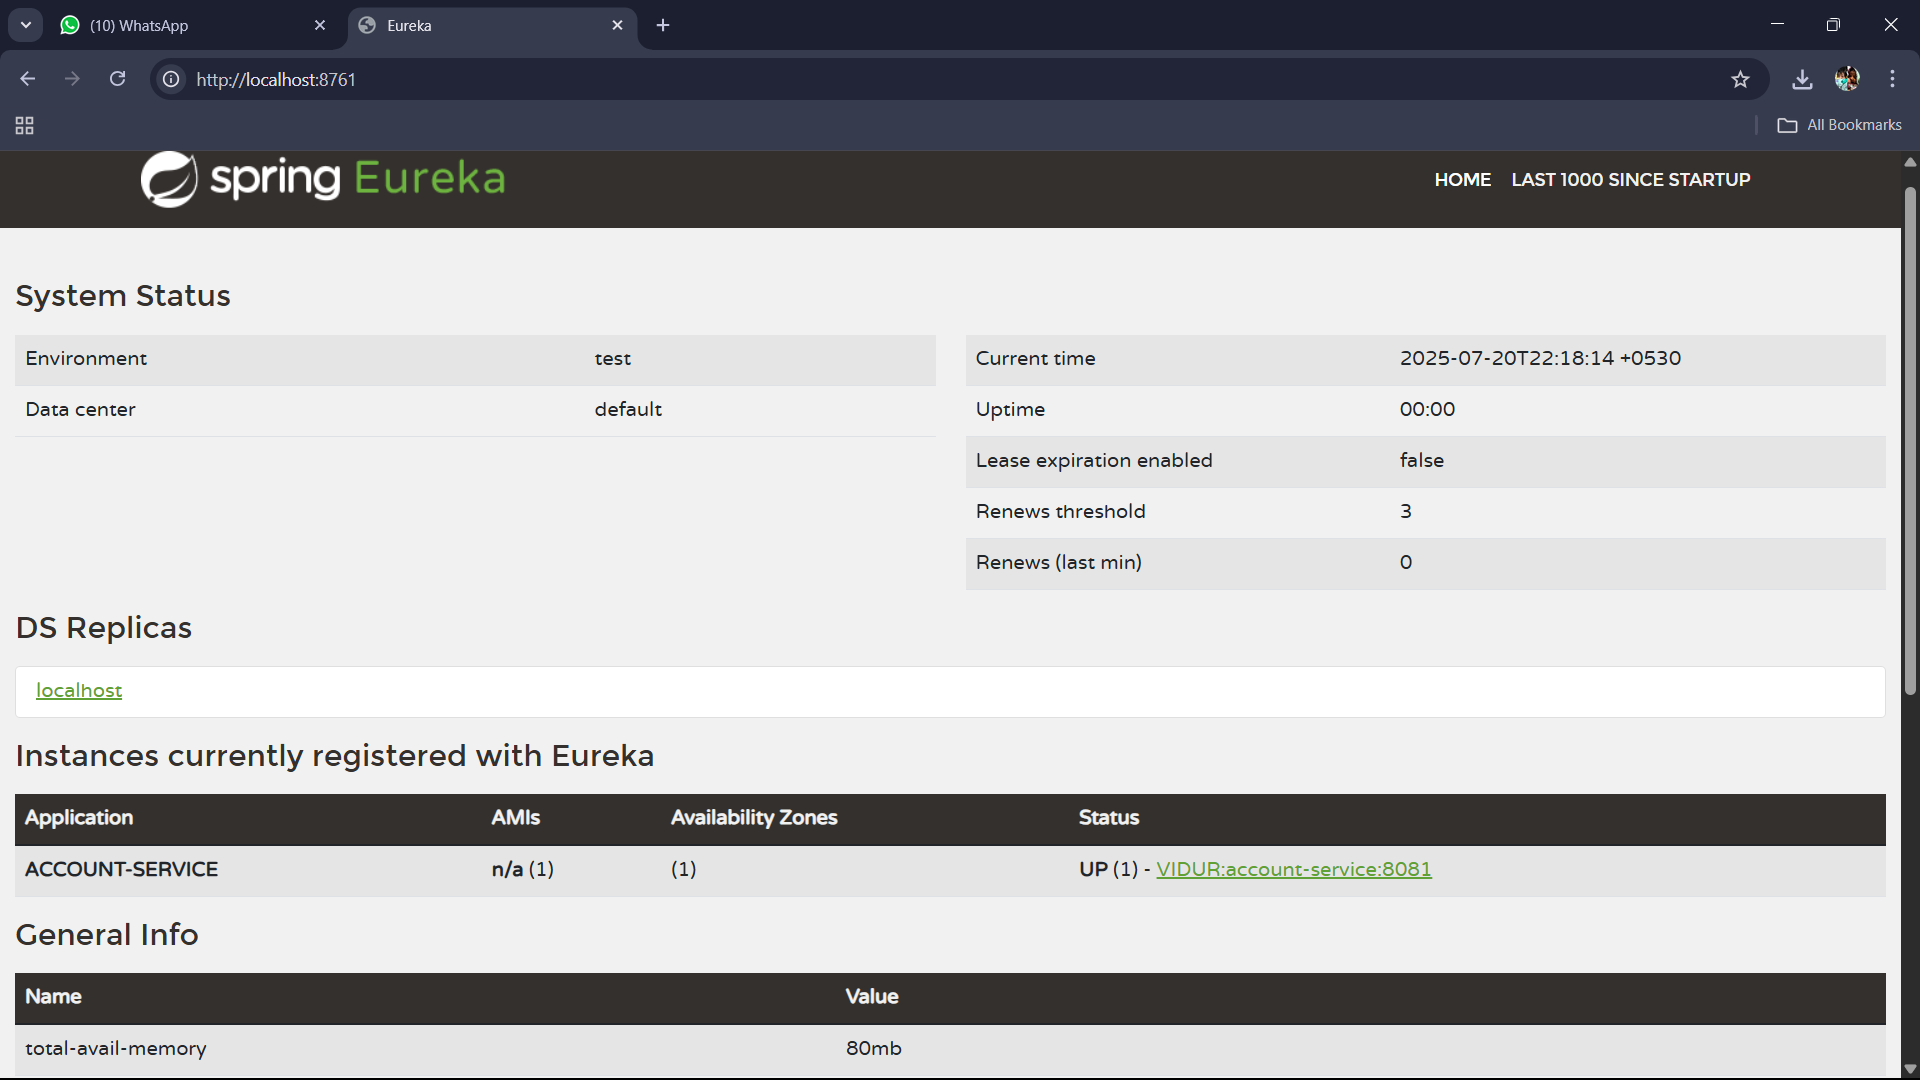 (10) WhatsApp
Eureka
http://localhost:8761
All Bookmarks
spring Eureka
HOME LAST 1000 SINCE STARTUP
System Status
Environment test
Data center default
Current time 2025-07-20T22:18:14 +0530
Uptime 00:00
Lease expiration enabled false
Renews threshold 3
Renews (last min) 0
DS Replicas
localhost
Instances currently registered with Eureka
Application AMIs Availability Zones Status
ACCOUNT-SERVICE n/a (1) (1) UP (1) - VIDUR:account-service:8081
General Info
Name Value
total-avail-memory 80mb